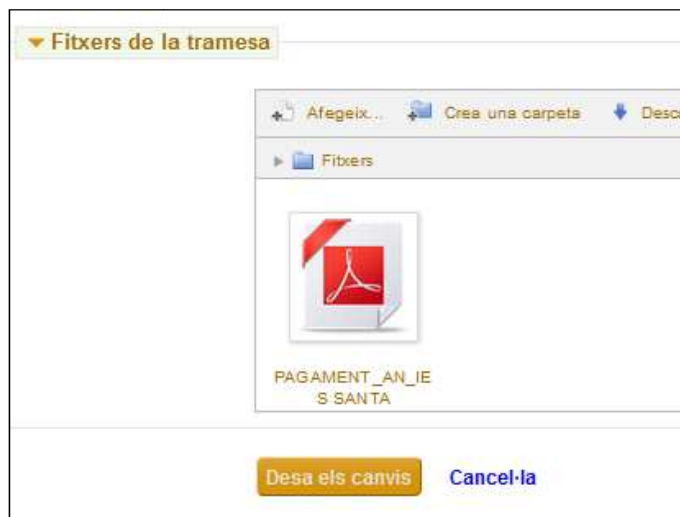 Fitxers de la tramesa
Afegeix... Crea una carpeta
Fitxers
PAGAMENT_AN_IE
S SANTA
Desa els canvis Cancel·la